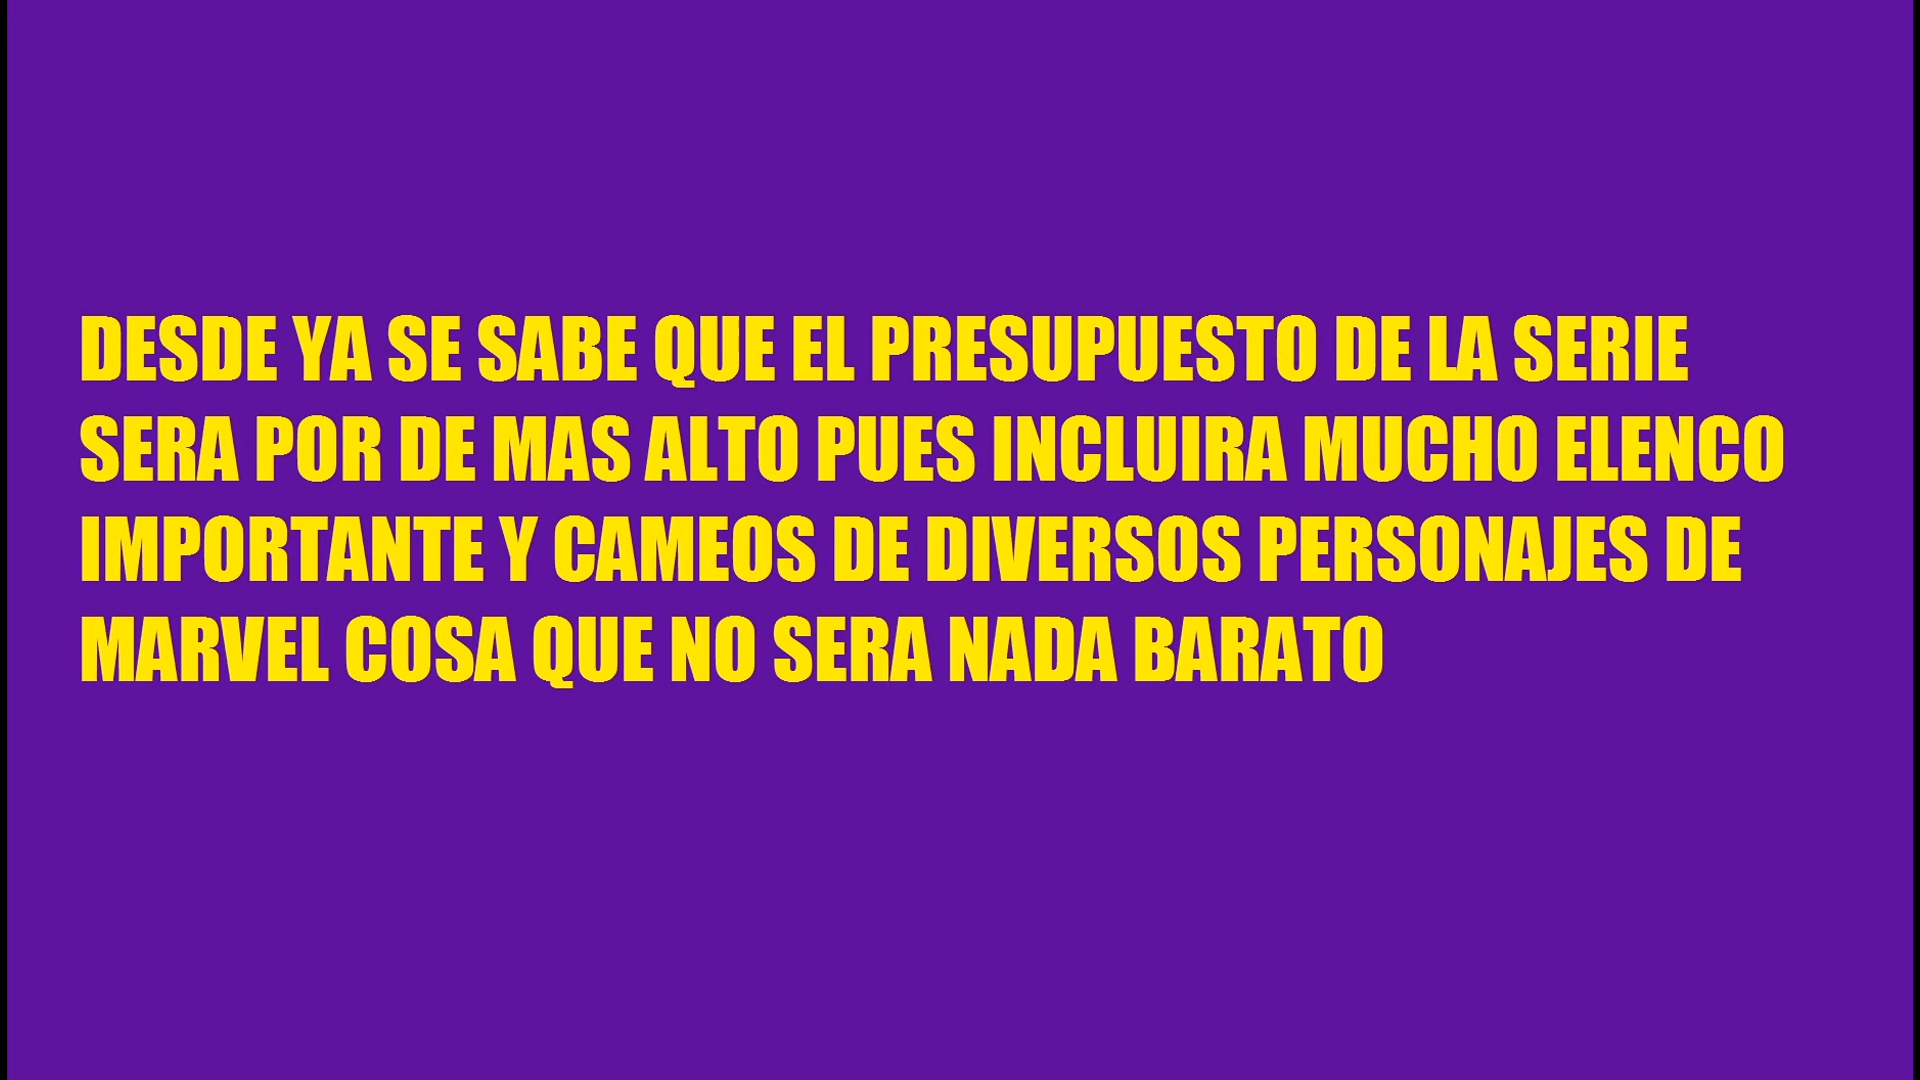 DESDE YA SE SABE QUE EL PRESUPUESTO DE LA SERIE
SERA POR DE MAS ALTO PUES INCLUIRA MUCHO ELENCO
IMPORTANTE Y CAMEOS DE DIVERSOS PERSONAJES DE
MARVEL COSA QUE NO SERA NADA BARATO